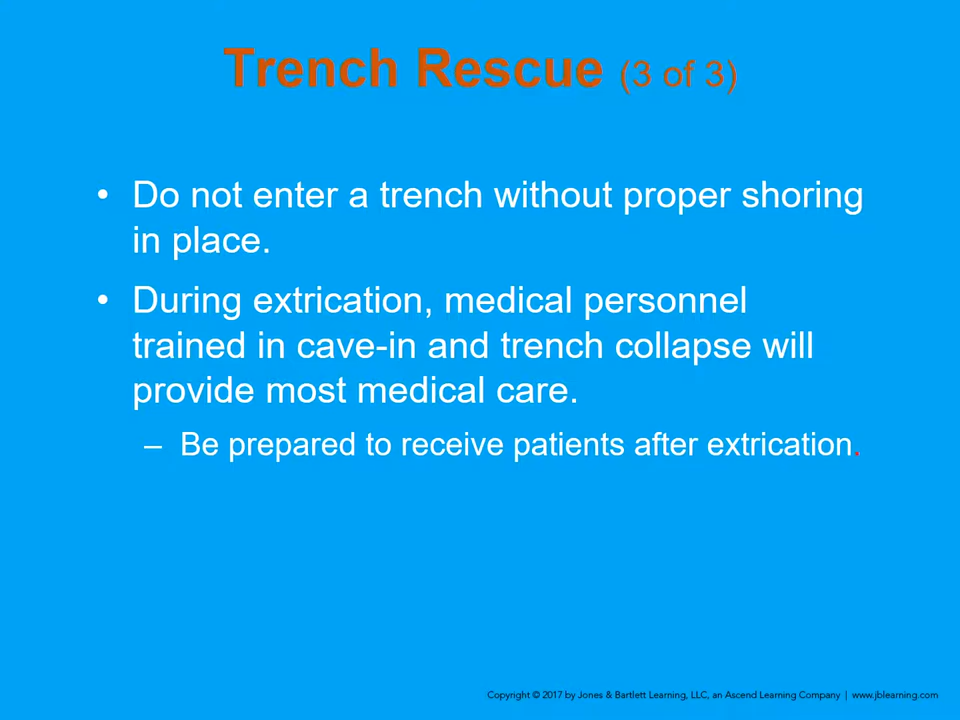 Trench Rescue (3 of 3)
• Do not enter a trench without proper shoring
in place.
• During extrication, medical personnel
trained in cave-in and trench collapse will
provide most medical care.
– Be prepared to receive patients after extrication.
Copyright © 2017 by Jones & Bartlett Learning, LLC, an Ascend Learning Company | www.jblearning.com